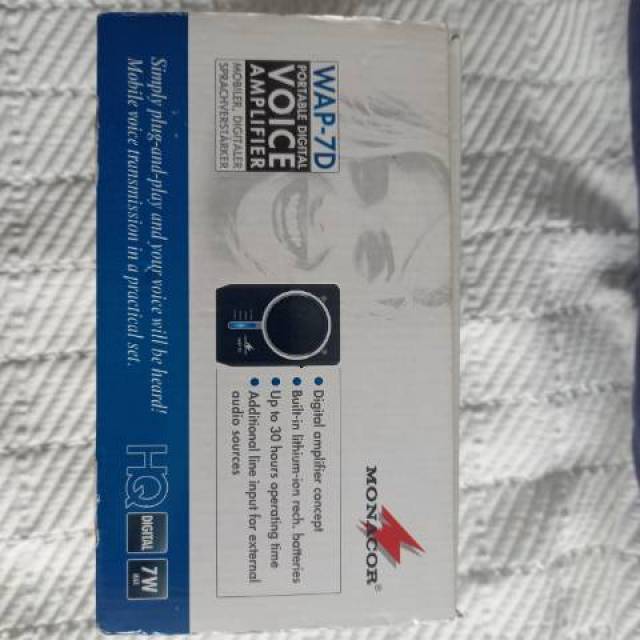 WAP-7D
PORTABLE DIGITAL
VOICE
AMPLIFIER
MOBILER, DIGITALER
SPRACHVERSTÄRKER
MONACOR®
• Digital amplifier concept
• Built-in lithium-ion rech. batteries
• Up to 30 hours operating time
• Additional line input for external
audio sources
Simply plug-and-play and your voice will be heard!
Mobile voice transmission in a practical set.
HQ
DIGITAL
7W